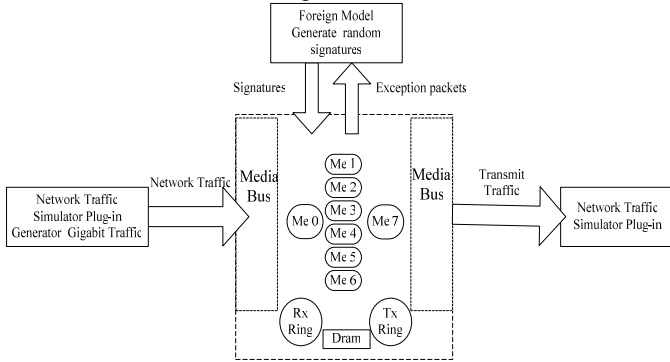 Foreign Model
Generate random
signatures
Signatures
Exception packets
Network Traffic
Simulator Plug-in
Generator Gigabit Traffic
Network Traffic
Media
Bus
Me 1
Me 2
Me 3
Me 4
Me 5
Me 6
Me 0
Me 7
Media
Bus
Transmit
Traffic
Network Traffic
Simulator Plug-in
Rx
Ring
Dram
Tx
Ring